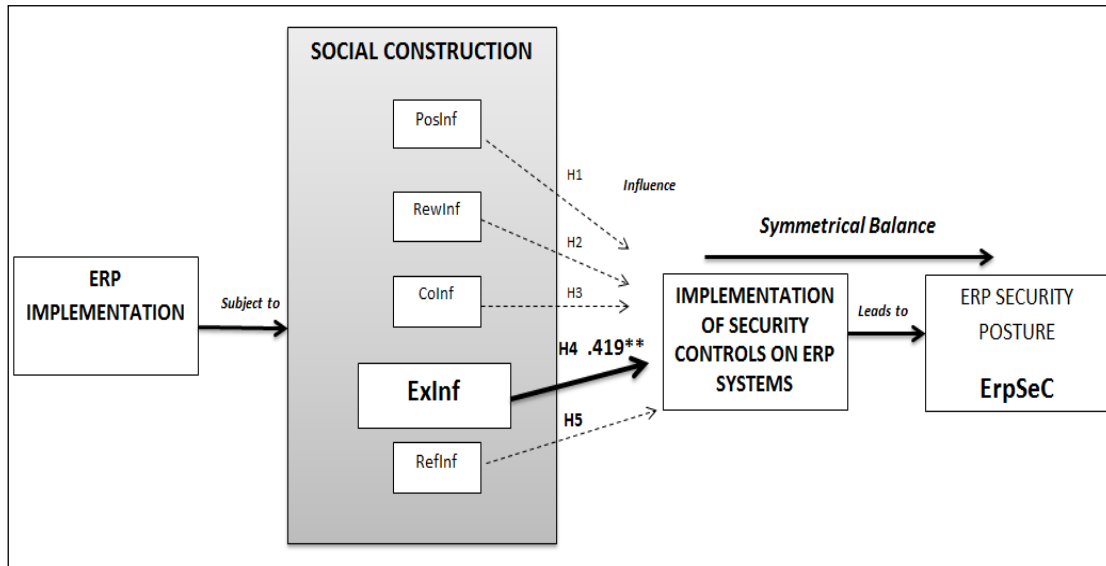 SOCIAL CONSTRUCTION
PosInf
H1
Influence
RewInf
H2
Symmetrical Balance
ERP
IMPLEMENTATION
Subject to
CoInf
H3
IMPLEMENTATION
OF SECURITY
CONTROLS ON ERP
SYSTEMS
Leads to
ERP SECURITY
POSTURE
ErpSeC
H4 .419**
ExInf
H5
RefInf